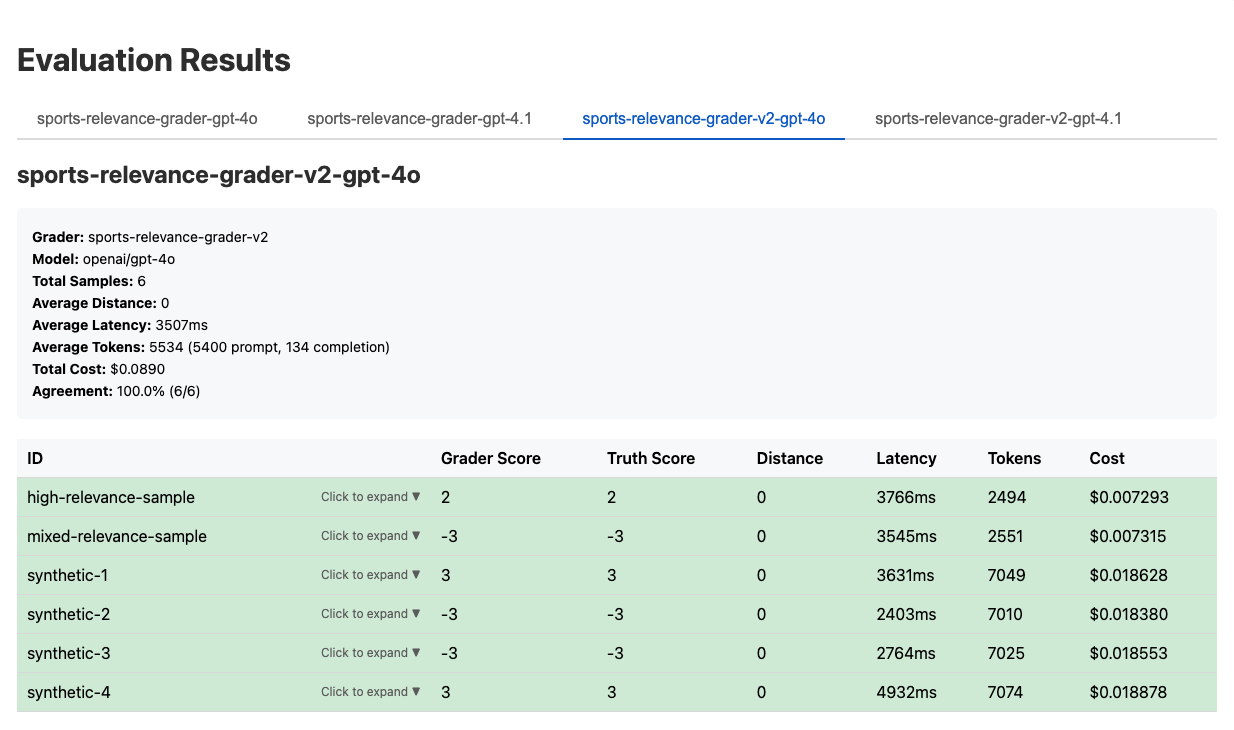 Evaluation Results
sports-relevance-grader-gpt-4o sports-relevance-grader-gpt-4.1 sports-relevance-grader-v2-gpt-4o sports-relevance-grader-v2-gpt-4.1
sports-relevance-grader-v2-gpt-4o
Grader: sports-relevance-grader-v2
Model: openai/gpt-4o
Total Samples: 6
Average Distance: 0
Average Latency: 3507ms
Average Tokens: 5534 (5400 prompt, 134 completion)
Total Cost: $0.0890
Agreement: 100.0% (6/6)
ID Grader Score Truth Score Distance Latency Tokens Cost
high-relevance-sample Click to expand ▼ 2 2 0 3766ms 2494 $0.007293
mixed-relevance-sample Click to expand ▼ -3 -3 0 3545ms 2551 $0.007315
synthetic-1 Click to expand ▼ 3 3 0 3631ms 7049 $0.018628
synthetic-2 Click to expand ▼ -3 -3 0 2403ms 7010 $0.018380
synthetic-3 Click to expand ▼ -3 -3 0 2764ms 7025 $0.018553
synthetic-4 Click to expand ▼ 3 3 0 4932ms 7074 $0.018878